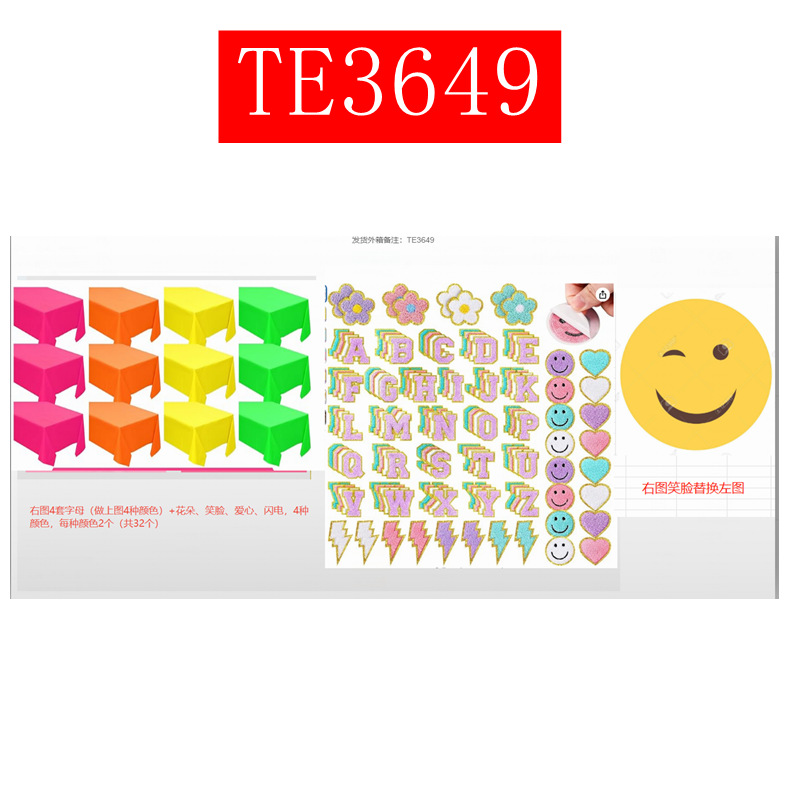 TE3649
发货外箱备注：TE3649
A B C D E
F G H I J K
L M N O P
Q R S T U
V W X Y Z
右图笑脸替换左图
右图4套字母（做上图4种颜色）+花朵、笑脸、爱心、闪电，4种
颜色，每种颜色2个（共32个）